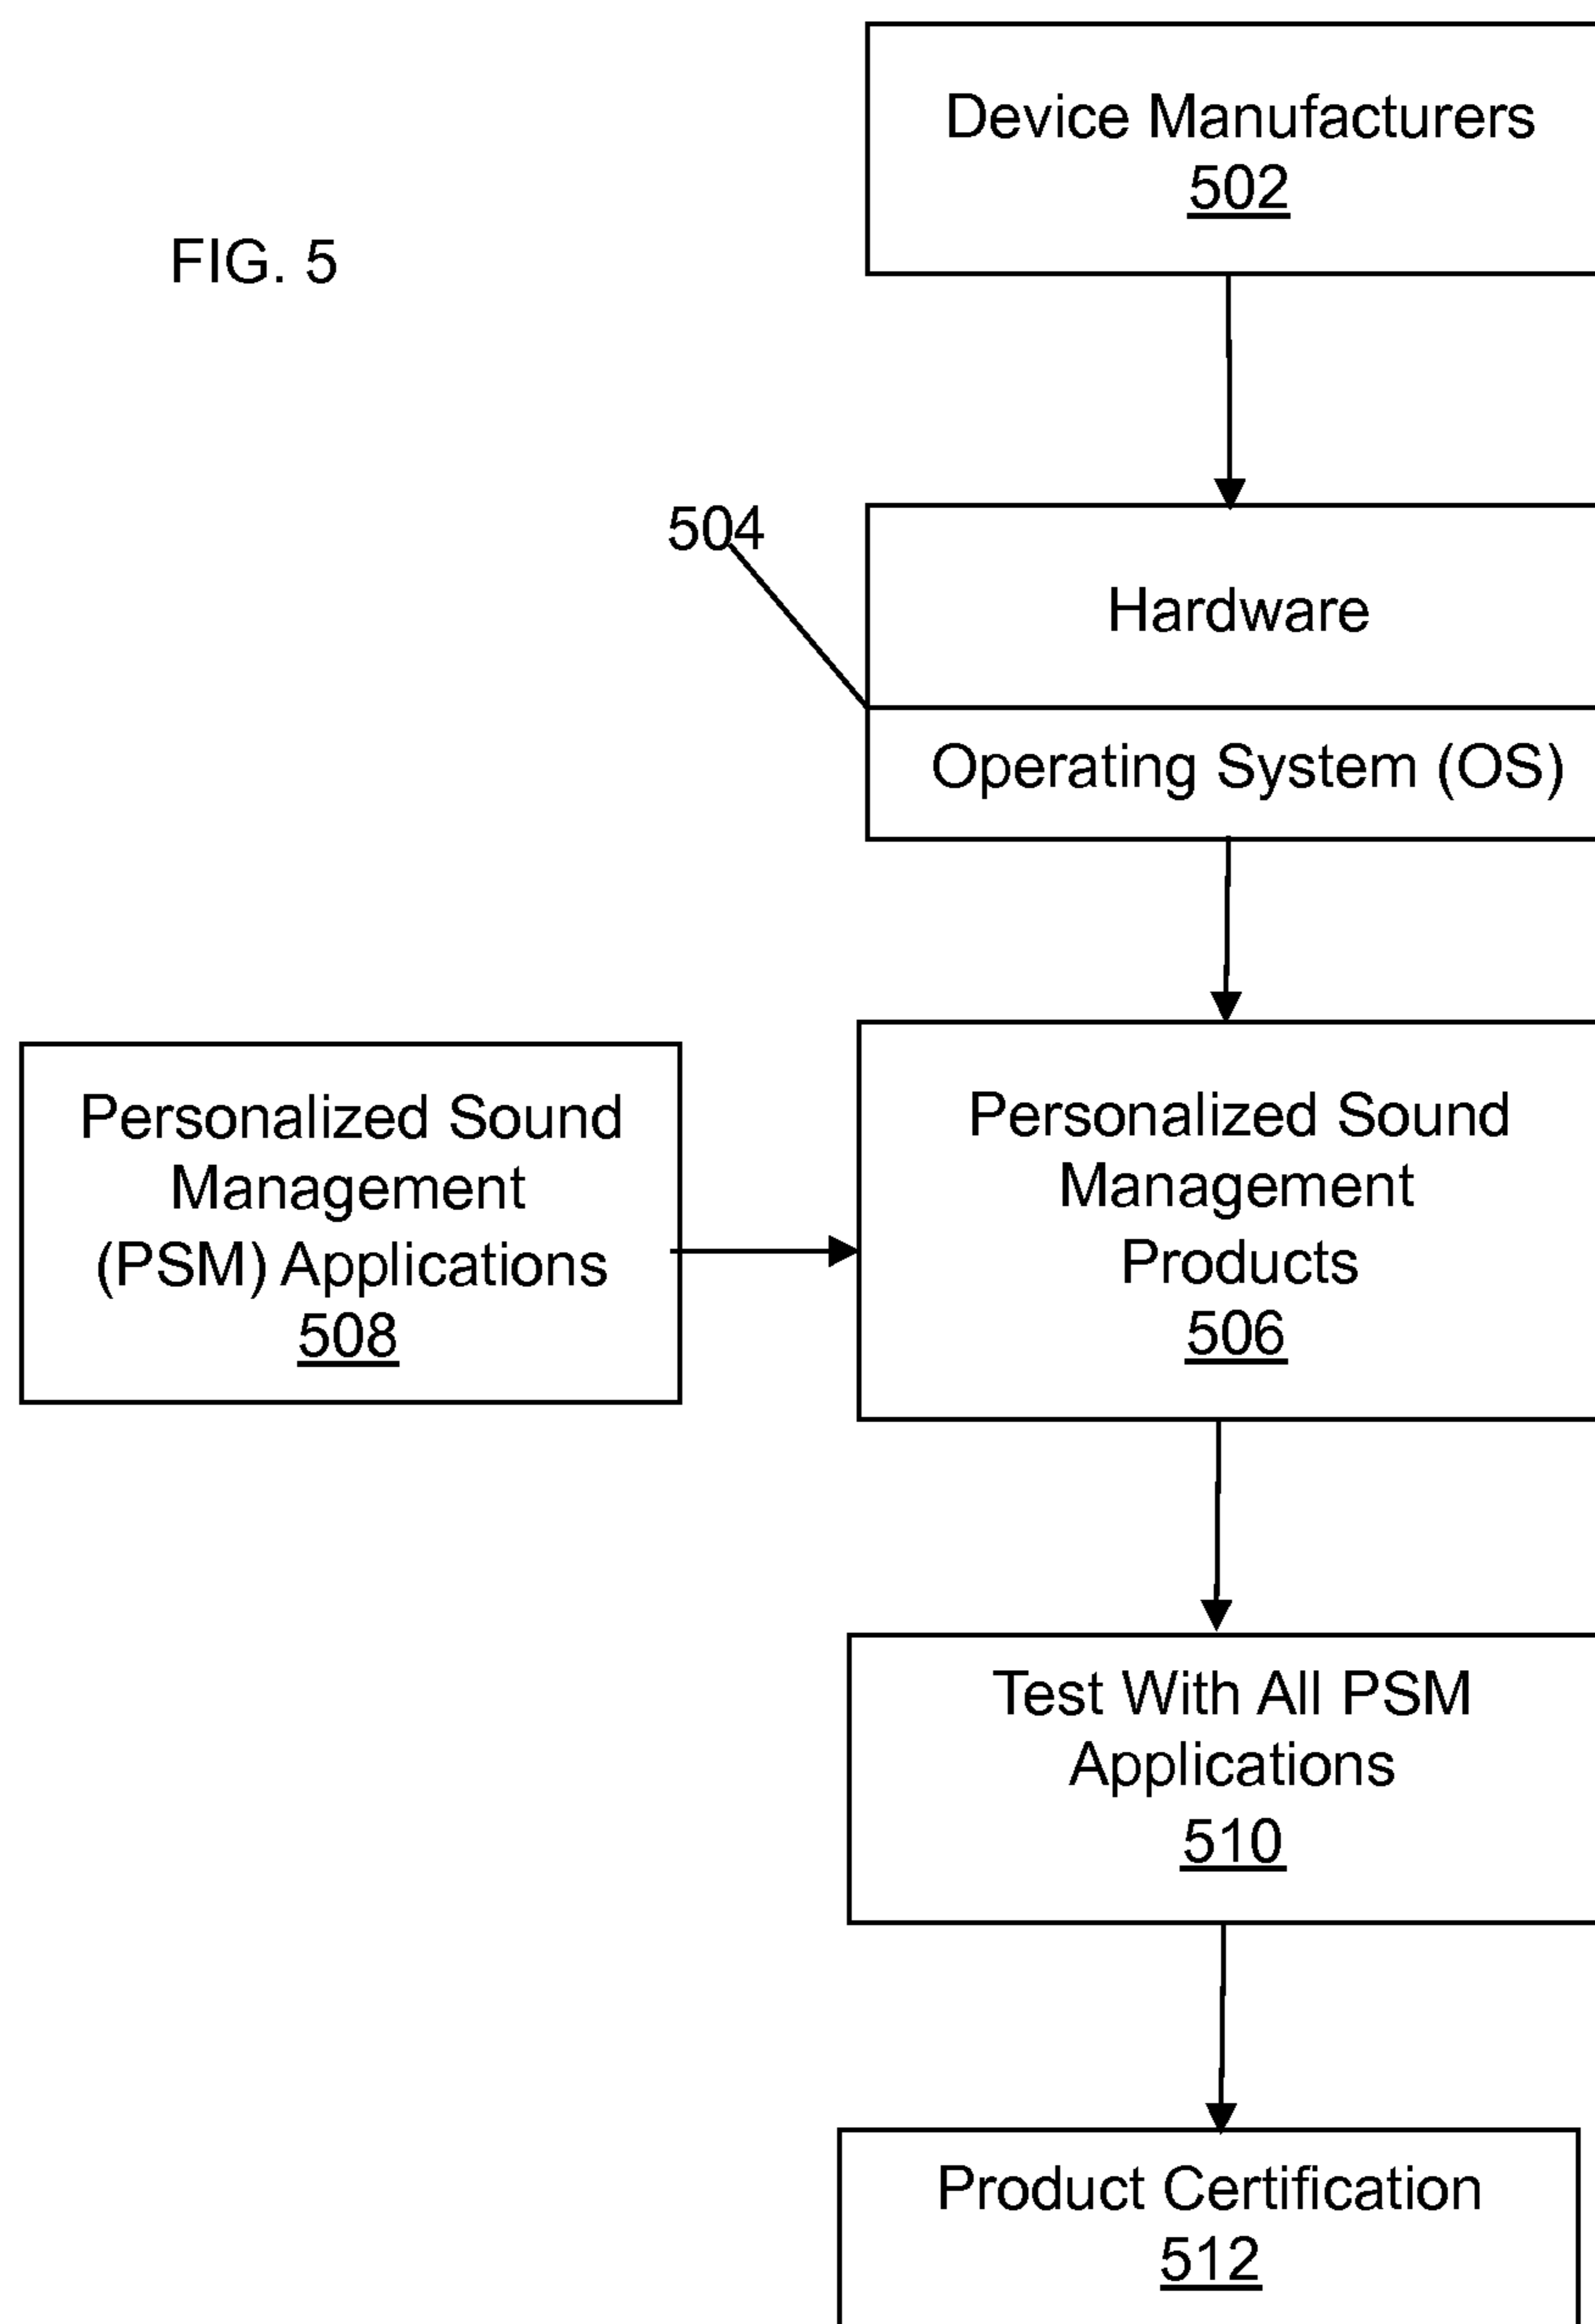 Device Manufacturers
502
FIG. 5
504
Hardware
Operating System (OS)
Personalized Sound
Management
(PSM) Applications
508
Personalized Sound
Management
Products
506
Test With All PSM
Applications
510
Product Certification
512